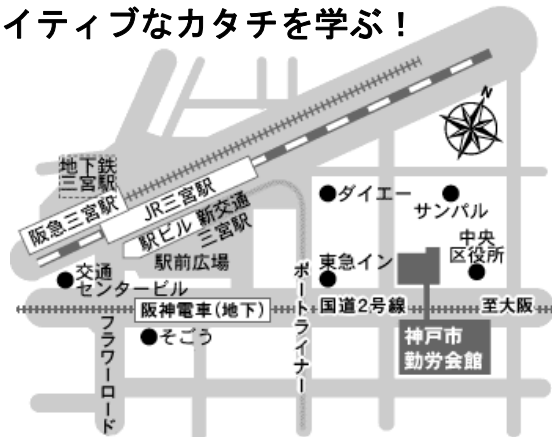 イティブなカタチを学ぶ！
N
地下鉄
三宮駅
阪急三宮駅
JR三宮駅
駅ビル
新交通
三宮駅
駅前広場
ダイエー
サンパル
中央
区役所
東急イン
交通
センタービル
ポートライナー
国道2号線
至大阪
阪神電車(地下)
そごう
フラワーロード
神戸市
勤労会館